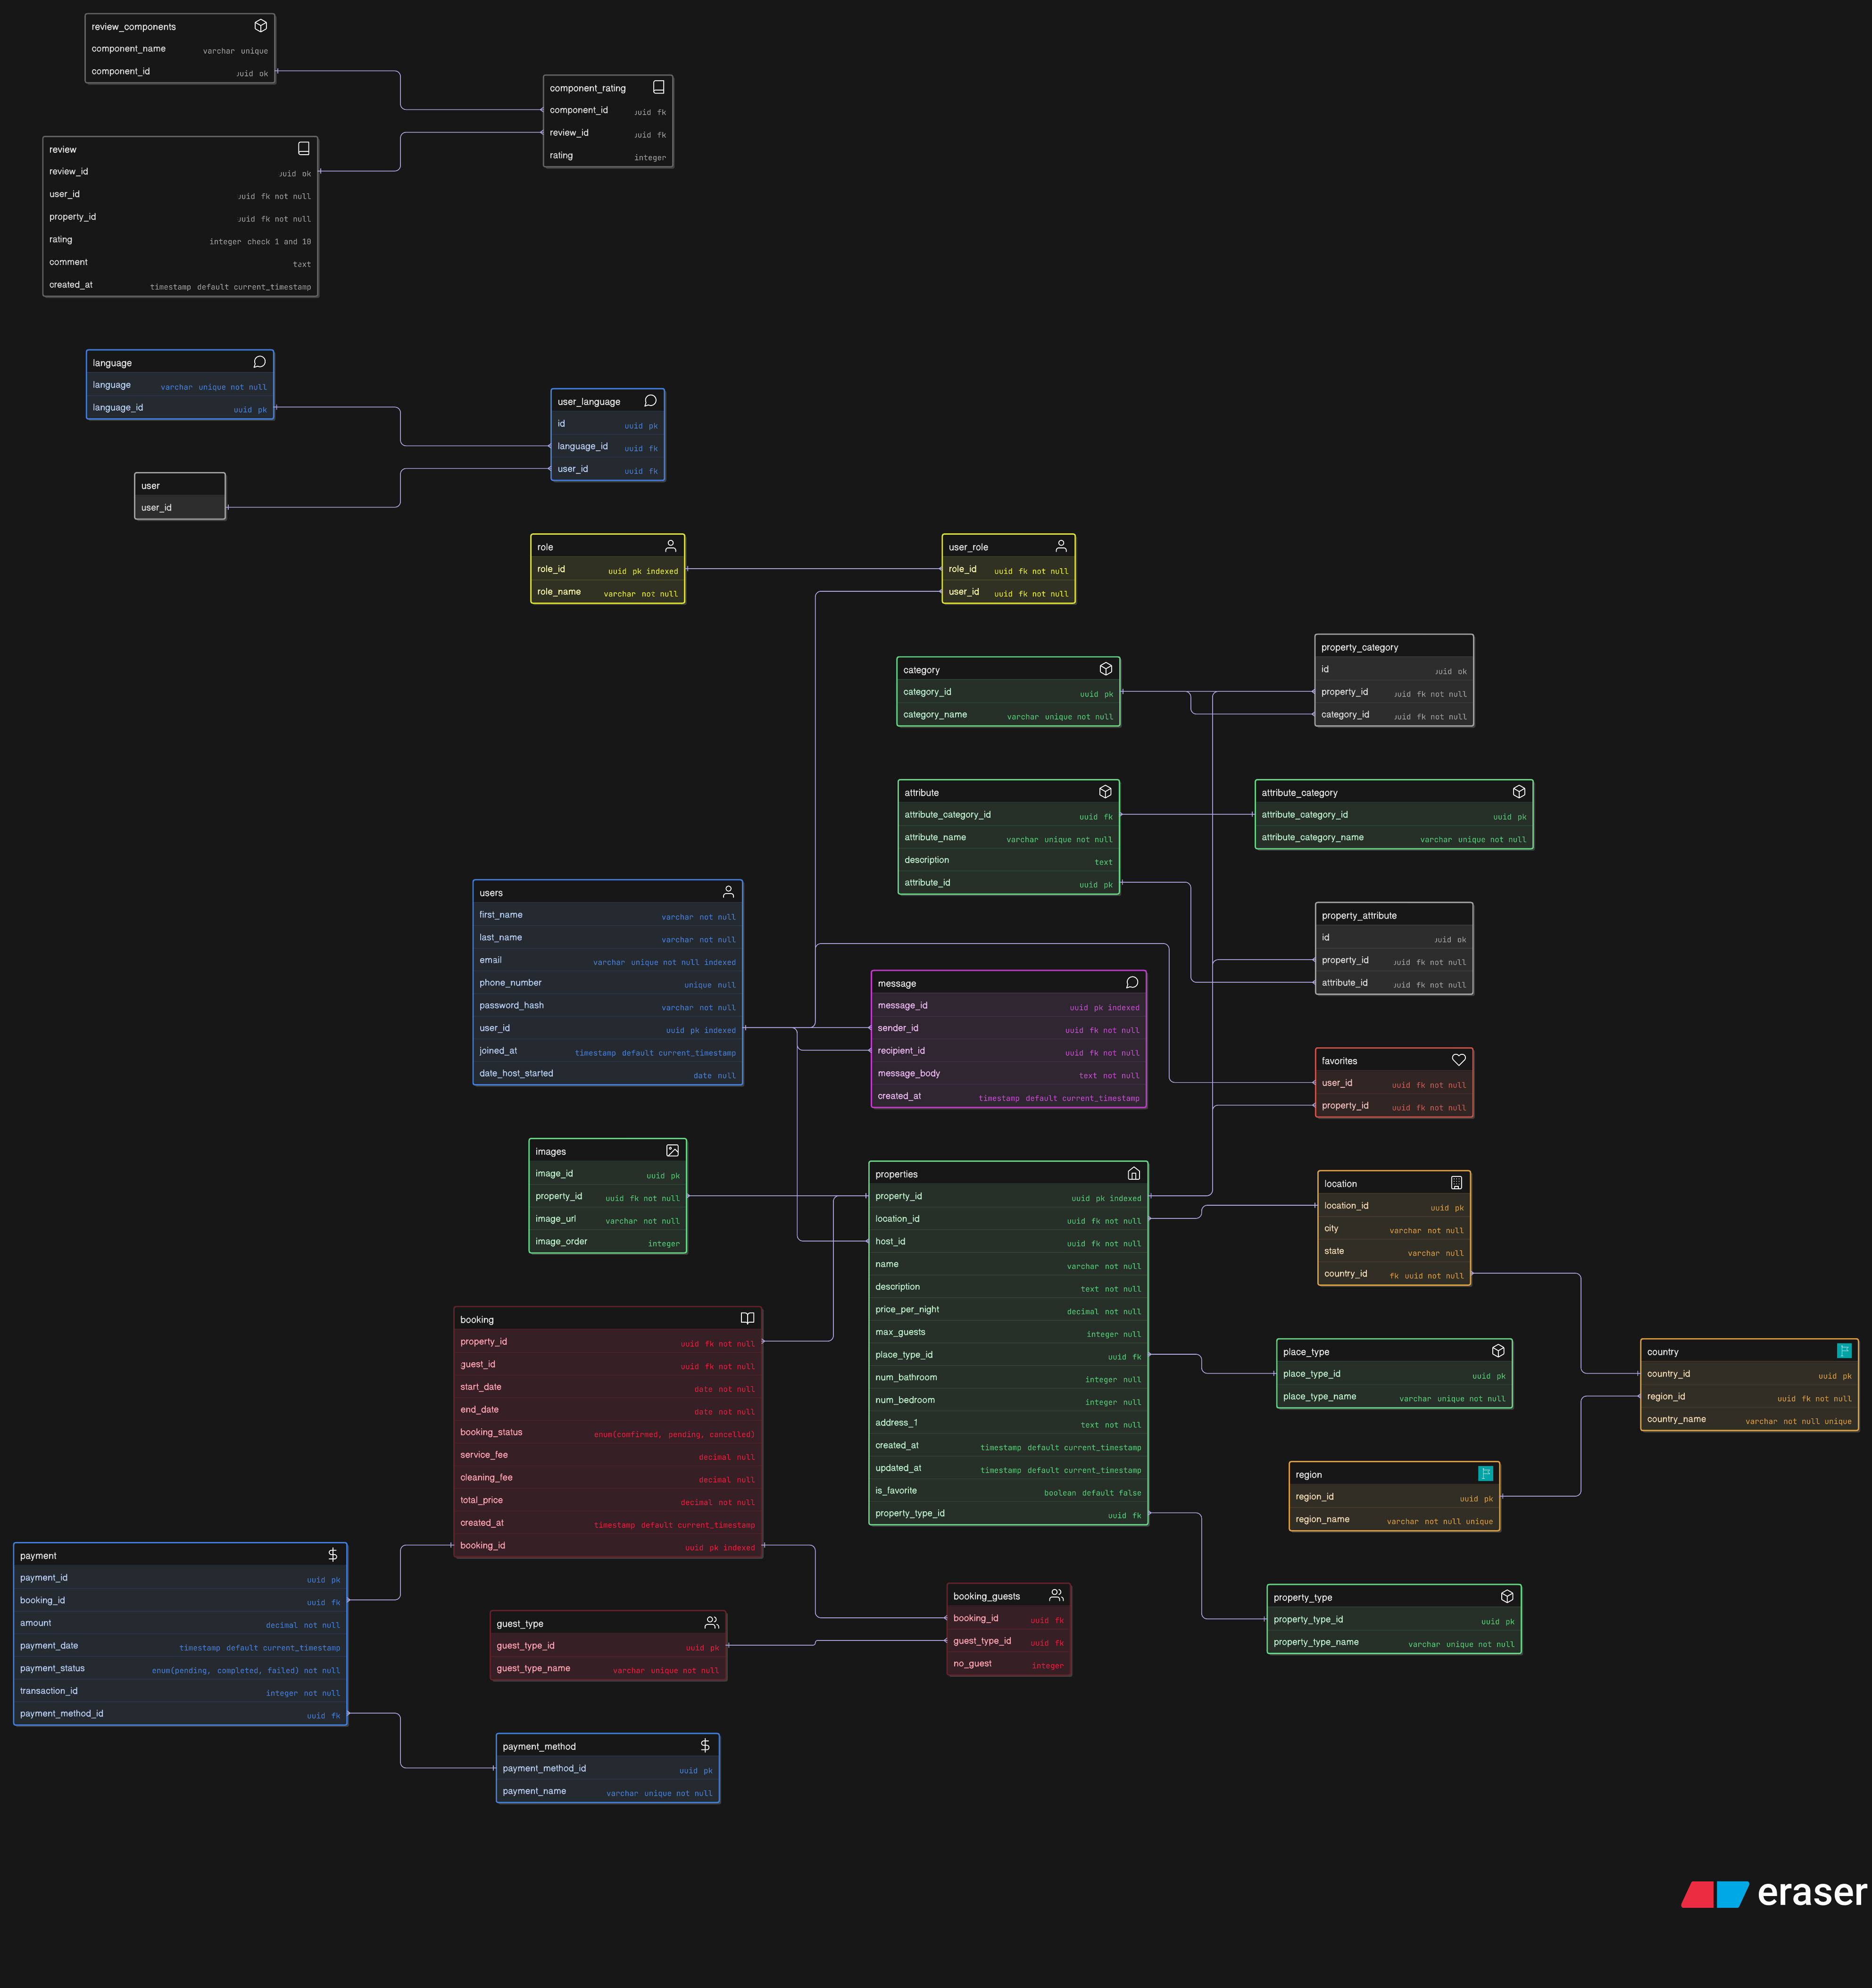 review_components
component_name varchar unique
component_id uuid pk
component_rating
component_id uuid fk
review_id uuid fk
rating integer
review
review_id uuid pk
user_id uuid fk not null
property_id uuid fk not null
rating integer check 1 and 10
comment text
created_at timestamp default current_timestamp
language
language varchar unique not null
language_id uuid pk
user_language
id uuid pk
language_id uuid fk
user_id uuid fk
user
user_id
role
role_id uuid pk indexed
role_name varchar not null
user_role
role_id uuid fk not null
user_id uuid fk not null
property_category
id uuid pk
property_id uuid fk not null
category_id uuid fk not null
category
category_id uuid pk
category_name varchar unique not null
attribute
attribute_category_id uuid fk
attribute_name varchar unique not null
description text
attribute_id uuid pk
attribute_category
attribute_category_id uuid pk
attribute_category_name varchar unique not null
users
first_name varchar not null
last_name varchar not null
email varchar unique not null indexed
phone_number unique null
password_hash varchar not null
user_id uuid pk indexed
joined_at timestamp default current_timestamp
date_host_started date null
property_attribute
id uuid pk
property_id uuid fk not null
attribute_id uuid fk not null
message
message_id uuid pk indexed
sender_id uuid fk not null
recipient_id uuid fk not null
message_body text not null
created_at timestamp default current_timestamp
favorites
user_id uuid fk not null
property_id uuid fk not null
images
image_id uuid pk
property_id uuid fk not null
image_url varchar not null
image_order integer
properties
property_id uuid pk indexed
location_id uuid fk not null
host_id uuid fk not null
name varchar not null
description text not null
price_per_night decimal not null
max_guests integer null
place_type_id uuid fk
num_bathroom integer null
num_bedroom integer null
address_1 text not null
created_at timestamp default current_timestamp
updated_at timestamp default current_timestamp
is_favorite boolean default false
property_type_id uuid fk
location
location_id uuid pk
city varchar not null
state varchar null
country_id fk uuid not null
booking
property_id uuid fk not null
guest_id uuid fk not null
start_date date not null
end_date date not null
booking_status enum(comfirmed, pending, cancelled)
service_fee decimal null
cleaning_fee decimal null
total_price decimal not null
created_at timestamp default current_timestamp
booking_id uuid pk indexed
place_type
place_type_id uuid pk
place_type_name varchar unique not null
country
country_id uuid pk
region_id uuid fk not null
country_name varchar not null unique
region
region_id uuid pk
region_name varchar not null unique
payment
payment_id uuid pk
booking_id uuid fk
amount decimal not null
payment_date timestamp default current_timestamp
payment_status enum(pending, completed, failed) not null
transaction_id integer not null
payment_method_id uuid fk
guest_type
guest_type_id uuid pk
guest_type_name varchar unique not null
booking_guests
booking_id uuid fk
guest_type_id uuid fk
no_guest integer
property_type
property_type_id uuid pk
property_type_name varchar unique not null
payment_method
payment_method_id uuid pk
payment_name varchar unique not null
eraser